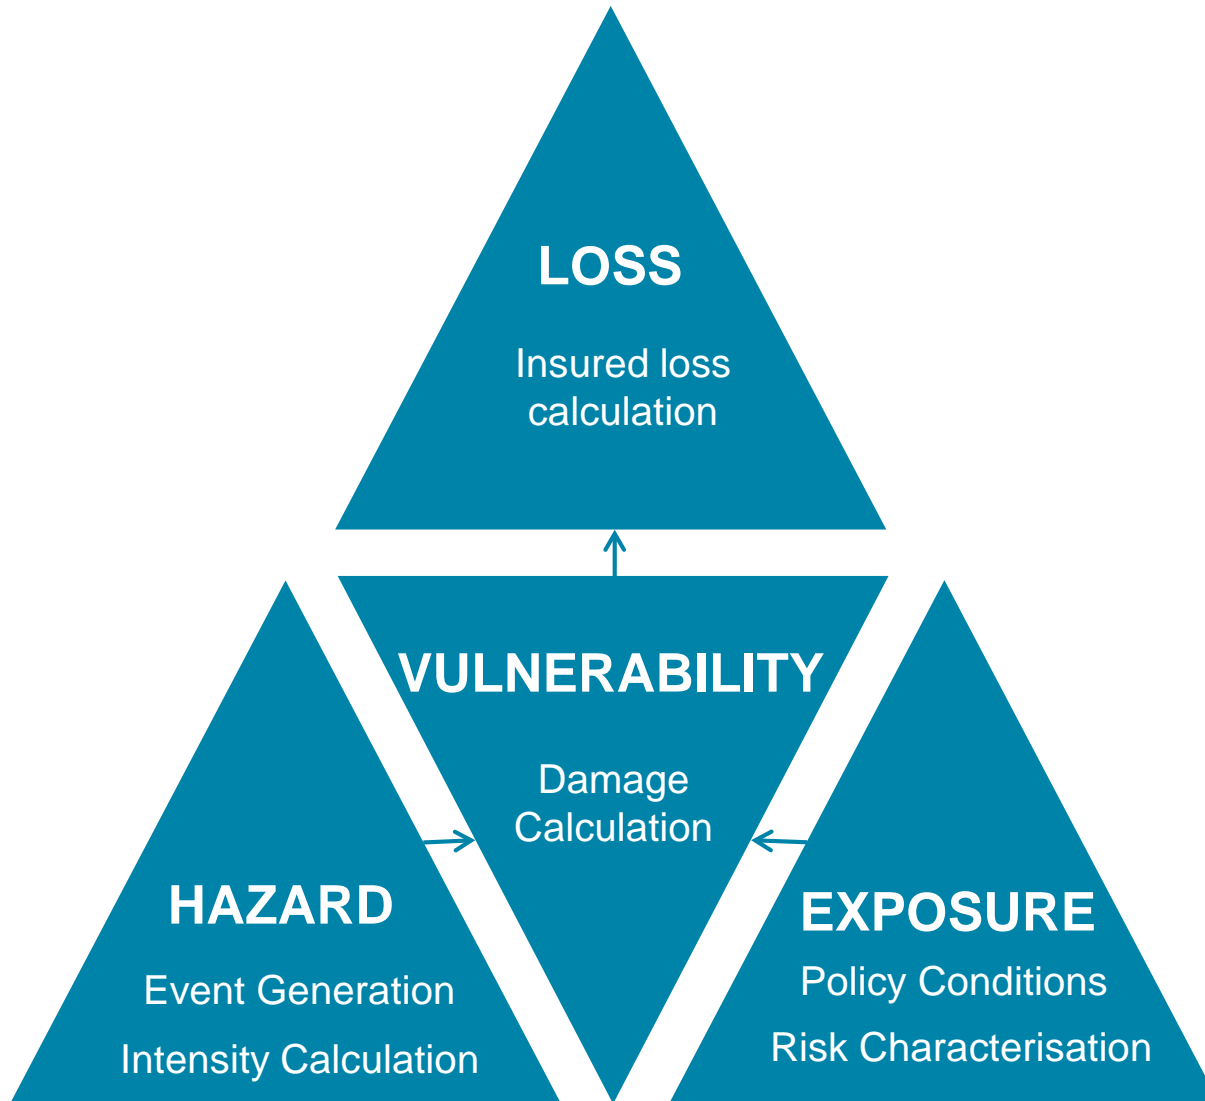 LOSS
Insured loss
calculation
VULNERABILITY
Damage
Calculation
HAZARD
Event Generation
Intensity Calculation
EXPOSURE
Policy Conditions
Risk Characterisation